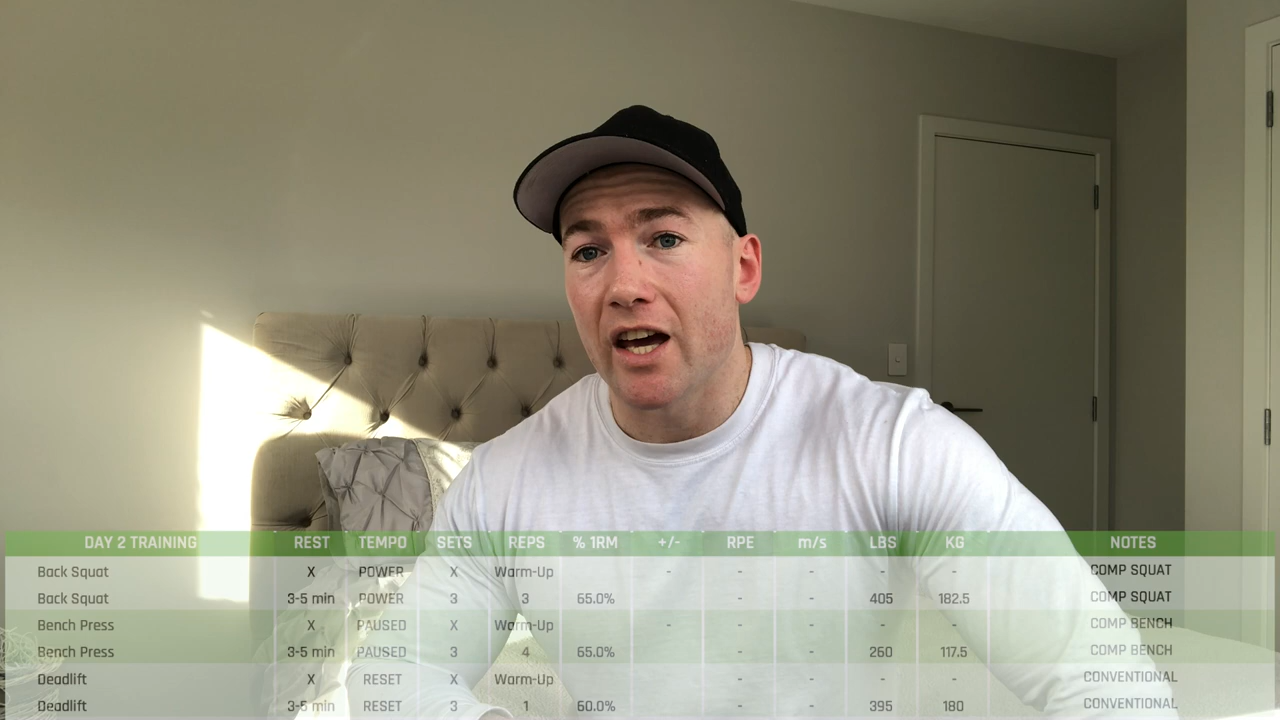 DAY 2 TRAINING REST TEMPO SETS REPS % 1RM +/- RPE m/s LBS KG NOTES
Back Squat X POWER X Warm-Up - - - - - COMP SQUAT
Back Squat 3-5 min POWER 3 3 65.0% - - 405 182.5 COMP SQUAT
Bench Press X PAUSED X Warm-Up - - - - - COMP BENCH
Bench Press 3-5 min PAUSED 3 4 65.0% - - 260 117.5 COMP BENCH
Deadlift X RESET X Warm-Up - - - - - CONVENTIONAL
Deadlift 3-5 min RESET 3 1 60.0% - - 395 180 CONVENTIONAL